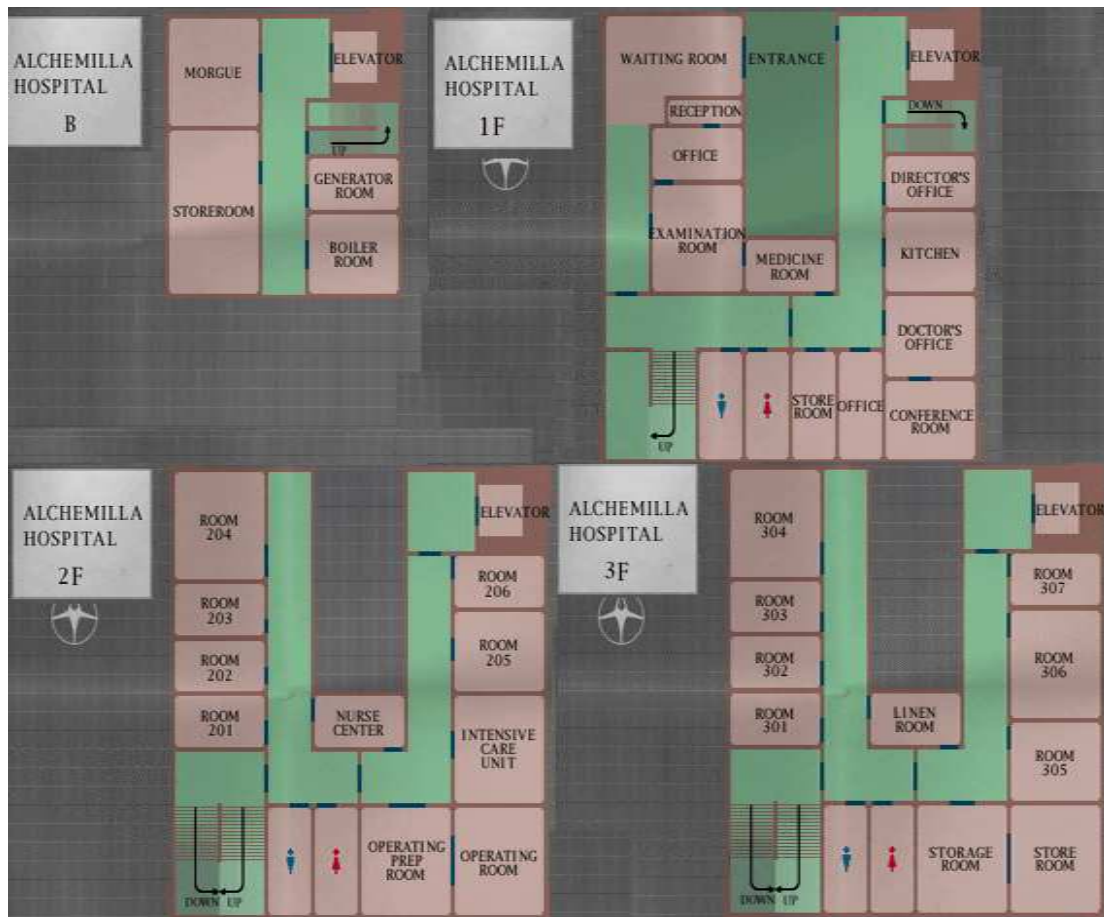 ALCHEMILLA
HOSPITAL
B
MORGUE
ELEVATOR
UP
STOREROOM
GENERATOR
ROOM
BOILER
ROOM
ALCHEMILLA
HOSPITAL
1F
WAITING ROOM
ENTRANCE
ELEVATOR
RECEPTION
DOWN
OFFICE
DIRECTOR'S
OFFICE
EXAMINATION
ROOM
MEDICINE
ROOM
KITCHEN
DOCTOR'S
OFFICE
STORE
ROOM
OFFICE
CONFERENCE
ROOM
UP
ALCHEMILLA
HOSPITAL
2F
ROOM
204
ELEVATOR
ROOM
203
ROOM
206
ROOM
202
ROOM
205
ROOM
201
NURSE
CENTER
INTENSIVE
CARE
UNIT
OPERATING
PREP
ROOM
OPERATING
ROOM
DOWN UP
ALCHEMILLA
HOSPITAL
3F
ROOM
304
ELEVATOR
ROOM
303
ROOM
307
ROOM
302
ROOM
306
ROOM
301
LINEN
ROOM
ROOM
305
STORAGE
ROOM
STORE
ROOM
DOWN UP